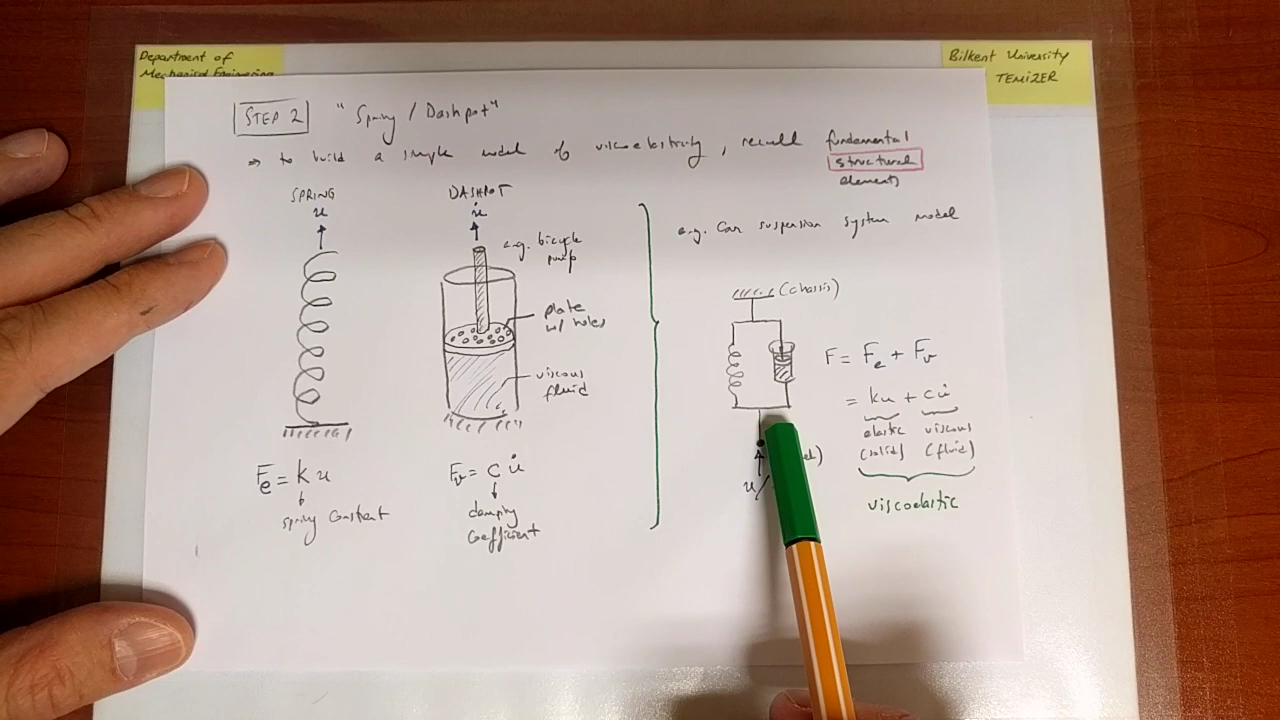 Department of
Mechanical Engineering
Bilkent University
TEMIZER
STEP 2 "Spring / Dashpot"
⇒ to build a simple model of viscoelasticity, recall fundamental
structural
elements
SPRING
u
Fe = k u
spring constant
DASHPOT
u̇
e.g. bicycle
pump
plate
w/ holes
viscous
fluid
Fv = c u̇
damping
coefficient
e.g. car suspension system model
(chassis)
u/
F = Fe + Fv
= ku + cu̇
elastic viscous
(solid) (fluid)
viscoelastic